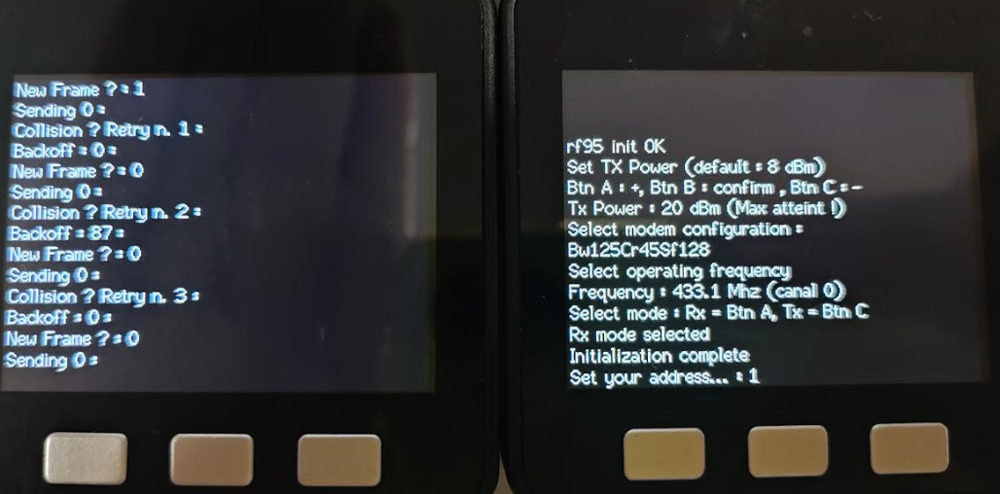 New Frame ? : 1
Sending 0 :
Collision ? Retry n. 1 :
Backoff = 0 :
New Frame ? : 0
Sending 0 :
Collision ? Retry n. 2 :
Backoff = 87 :
New Frame ? : 0
Sending 0 :
Collision ? Retry n. 3 :
Backoff = 0 :
New Frame ? : 0
Sending 0 :
rf95 init OK
Set TX Power (default : 8 dBm)
Btn A : +, Btn B : confirm , Btn C : -
Tx Power : 20 dBm (Max atteint !)
Select modem configuration :
Bw125Cr45Sf128
Select operating frequency
Frequency : 433.1 Mhz (canal 0)
Select mode : Rx = Btn A, Tx = Btn C
Rx mode selected
Initialization complete
Set your address... : 1